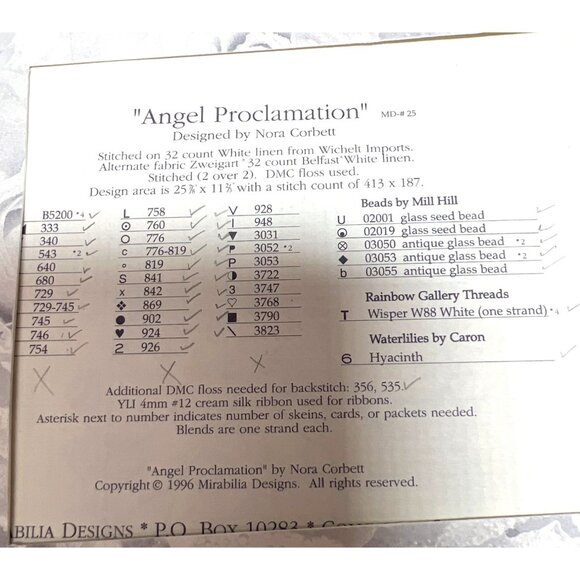 "Angel Proclamation" MD-# 25
Designed by Nora Corbett
Stitched on 32 count White linen from Wichelt Imports.
Alternate fabric Zweigart 32 count Belfast White linen.
Stitched (2 over 2). DMC floss used.
Design area is 25⅞ x 11⅔ with a stitch count of 413 x 187.
B5200 *4
333
340
543 *2
640
680
729
729-745
745
746
754
L 758
⊙ 760
O 776
c 776-819
o 819
S 841
x 842
❖ 869
● 902
♥ 924
2 926
V 928
I 948
▼ 3031
P 3052 *2
P 3053
◑ 3722
3 3747
♡ 3768
■ 3790
\ 3823
Beads by Mill Hill
U 02001 glass seed bead
02019 glass seed bead
⊗ 03050 antique glass bead *2
◆ 03053 antique glass bead *2
b 03055 antique glass bead
Rainbow Gallery Threads
T Wisper W88 White (one strand) *4
Waterlilies by Caron
6 Hyacinth
Additional DMC floss needed for backstitch: 356, 535.
YLI 4mm #12 cream silk ribbon used for ribbons.
Asterisk next to number indicates number of skeins, cards, or packets needed.
Blends are one strand each.
"Angel Proclamation" by Nora Corbett
Copyright © 1996 Mirabilia Designs. All rights reserved.
ABILIA DESIGNS * P.O. BOX 10283 *